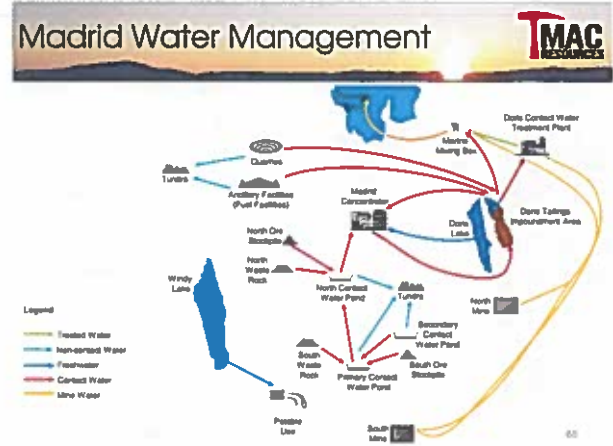 Madrid Water Management
TMAC
RESOURCES
Doris Contact Water
Treatment Plant
Marine
Mixing Box
Quarries
Tundra
Ancillary Facilities
(Fuel Facilities)
Madrid
Concentrator
Doris
Lake
Doris Tailings
Impoundment Area
North Ore
Stockpile
North
Waste
Rock
Windy
Lake
North Contact
Water Pond
Tundra
North
Mine
Legend
Treated Water
Non-contact Water
Freshwater
Contact Water
Mine Water
Secondary
Contact
Water Pond
South
Waste
Rock
Primary Contact
Water Pond
South Ore
Stockpile
Potable
Use
South
Mine